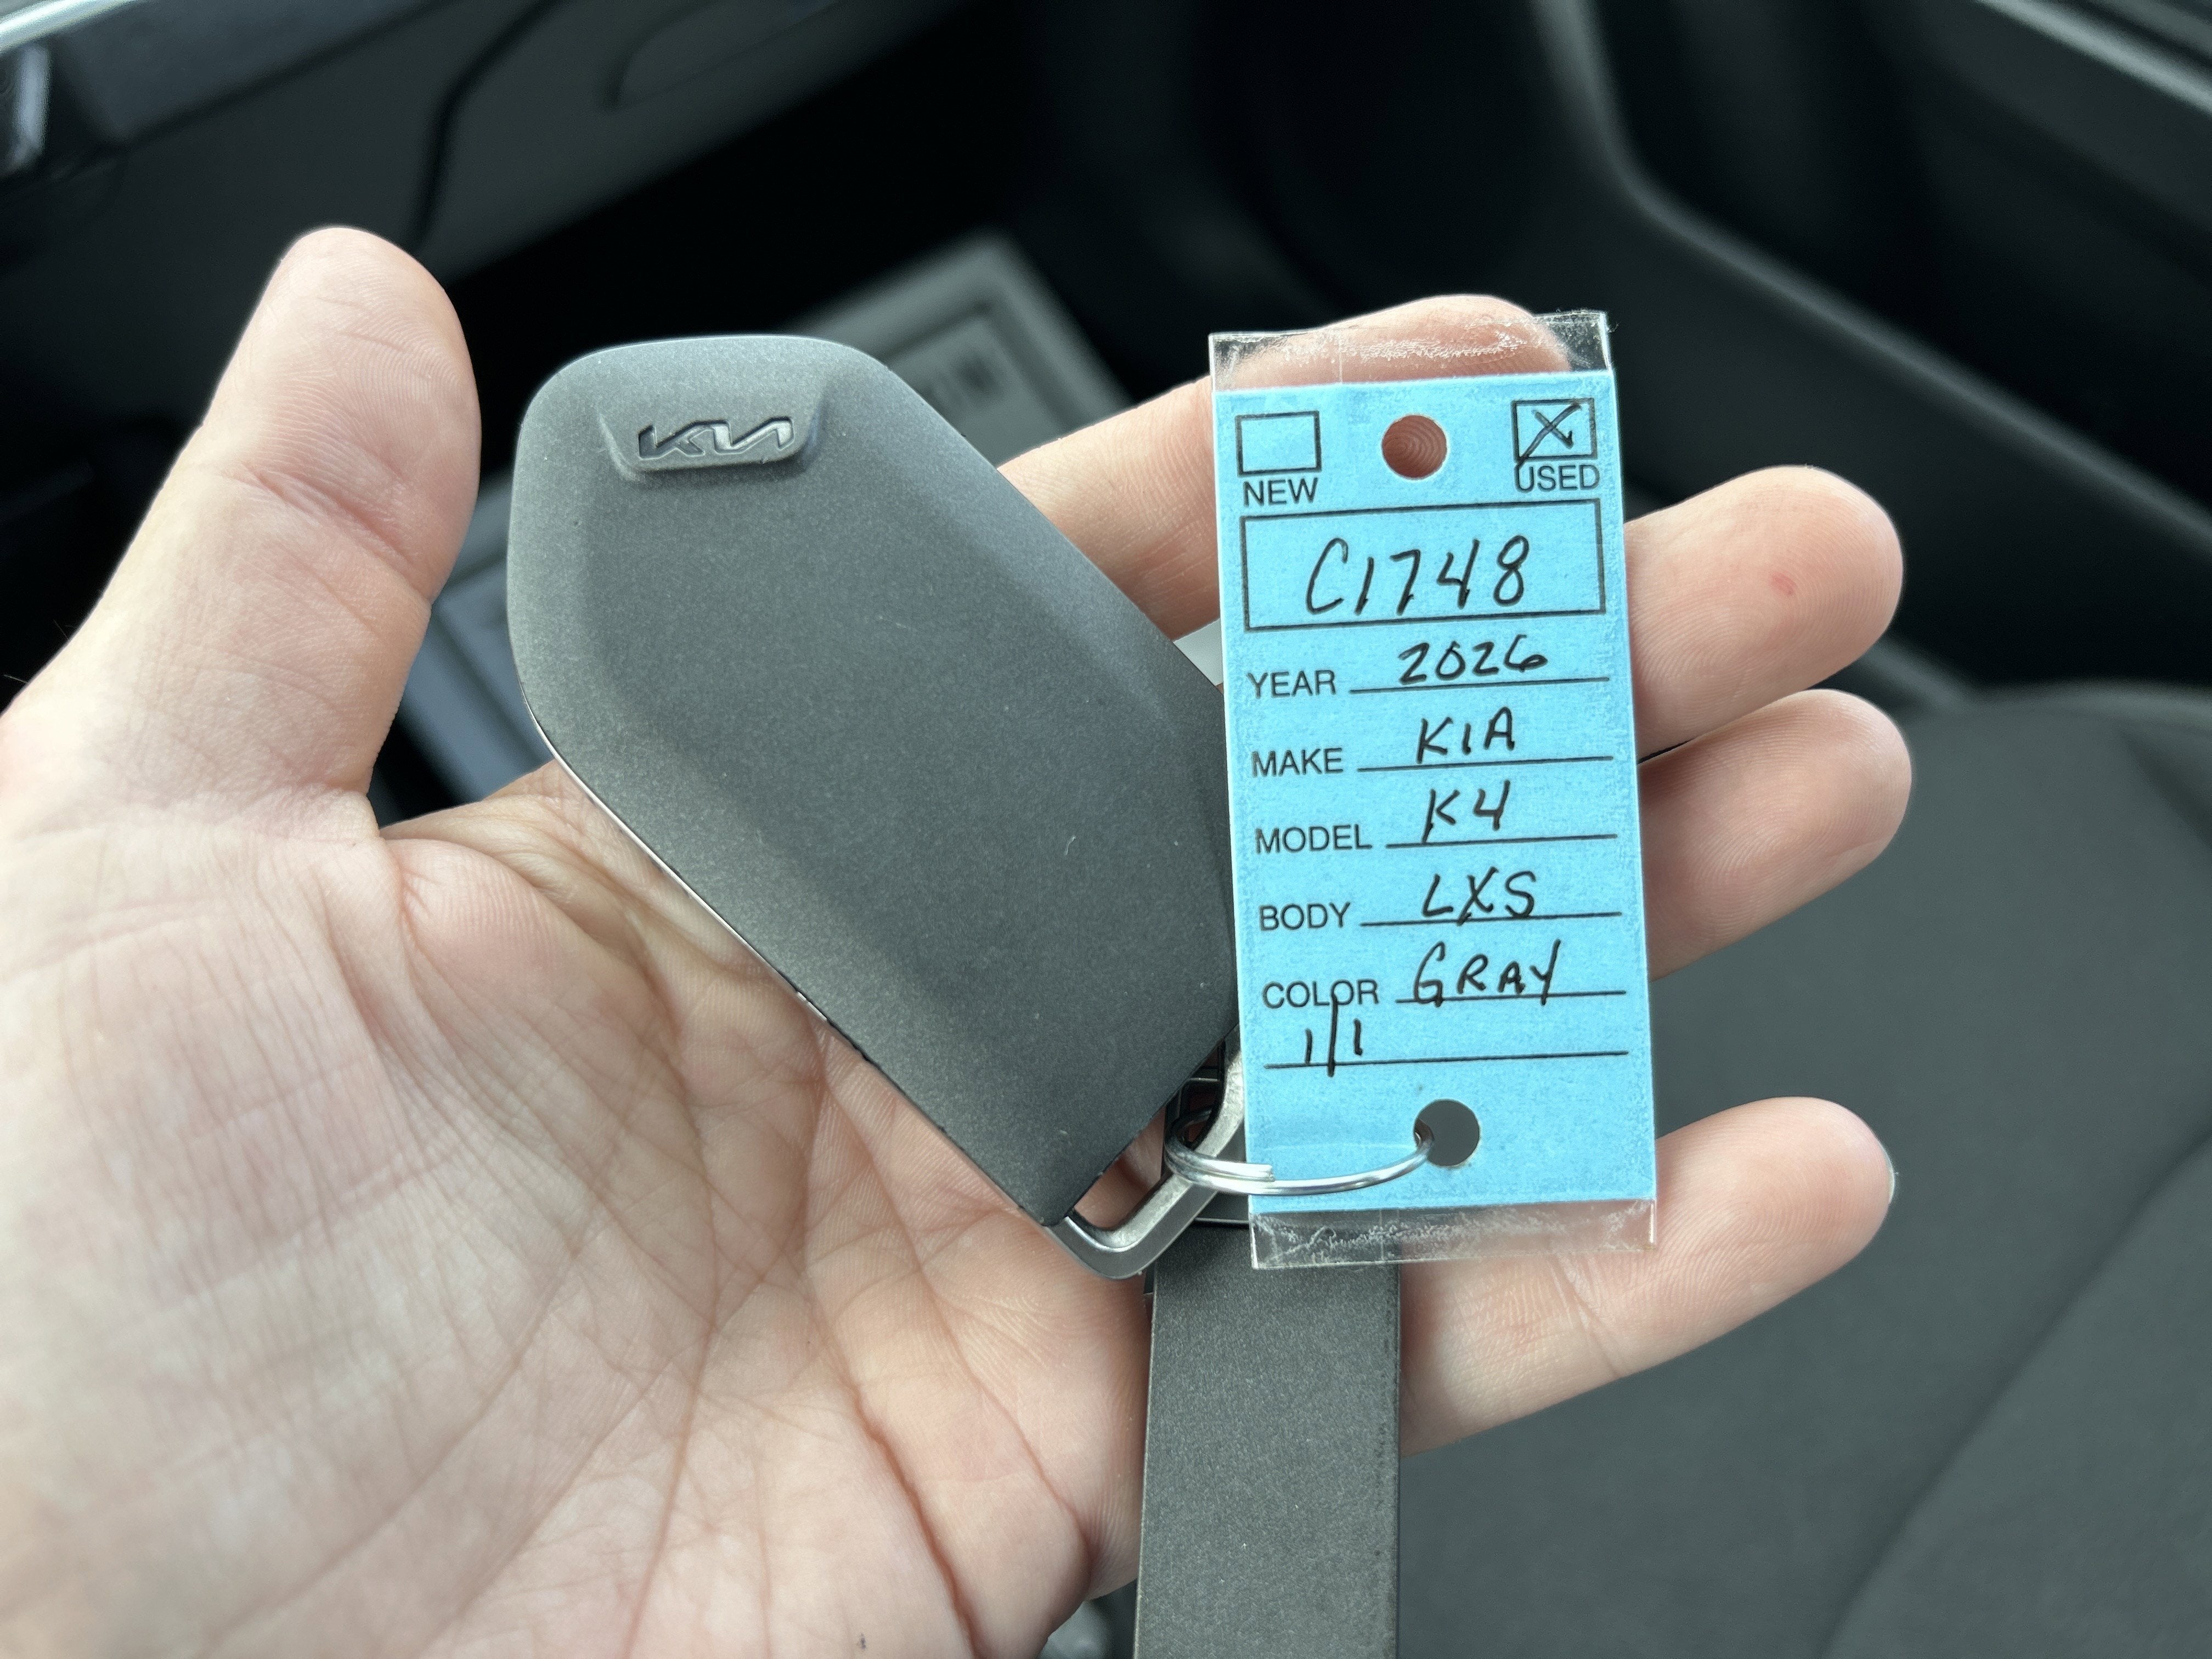 KIA
NEW USED
C1748
YEAR 2026
MAKE KIA
MODEL K4
BODY LXS
COLOR GRAY
1/1